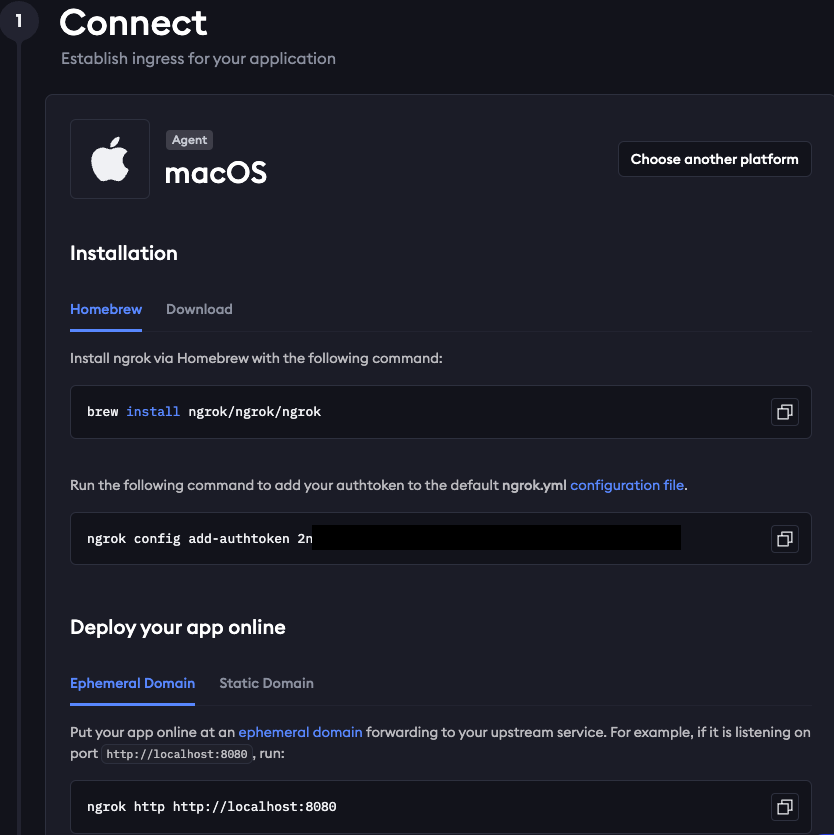 1
Connect
Establish ingress for your application
Agent
macOS
Choose another platform
Installation
Homebrew Download
Install ngrok via Homebrew with the following command:
brew install ngrok/ngrok/ngrok
Run the following command to add your authtoken to the default ngrok.yml configuration file.
ngrok config add-authtoken 2n
Deploy your app online
Ephemeral Domain Static Domain
Put your app online at an ephemeral domain forwarding to your upstream service. For example, if it is listening on
port http://localhost:8080, run:
ngrok http http://localhost:8080